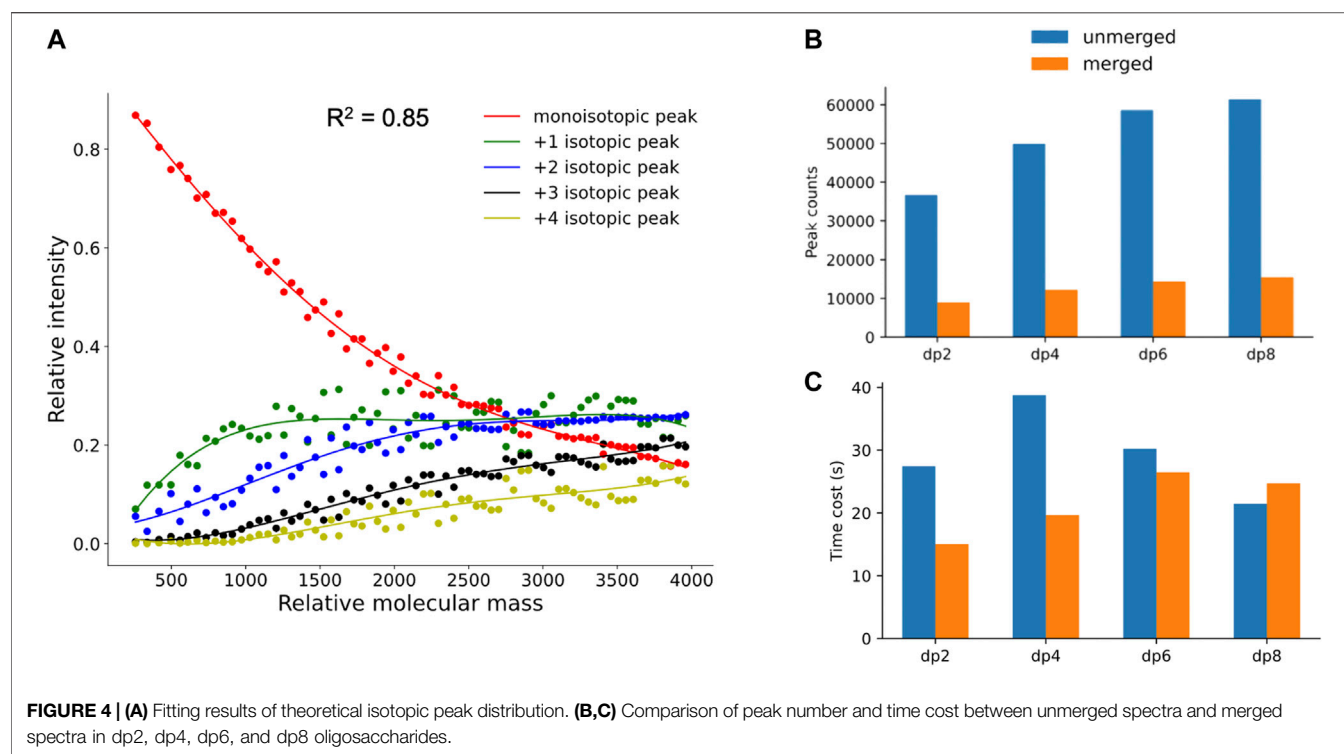 A
R² = 0.85
monoisotopic peak
+1 isotopic peak
+2 isotopic peak
+3 isotopic peak
+4 isotopic peak
Relative intensity
0.8
0.6
0.4
0.2
0.0
500
1000
1500
2000
2500
3000
3500
4000
Relative molecular mass
B
unmerged
merged
Peak counts
60000
50000
40000
30000
20000
10000
0
dp2
dp4
dp6
dp8
C
Time cost (s)
40
30
20
10
0
dp2
dp4
dp6
dp8
FIGURE 4 | (A) Fitting results of theoretical isotopic peak distribution. (B,C) Comparison of peak number and time cost between unmerged spectra and merged
spectra in dp2, dp4, dp6, and dp8 oligosaccharides.